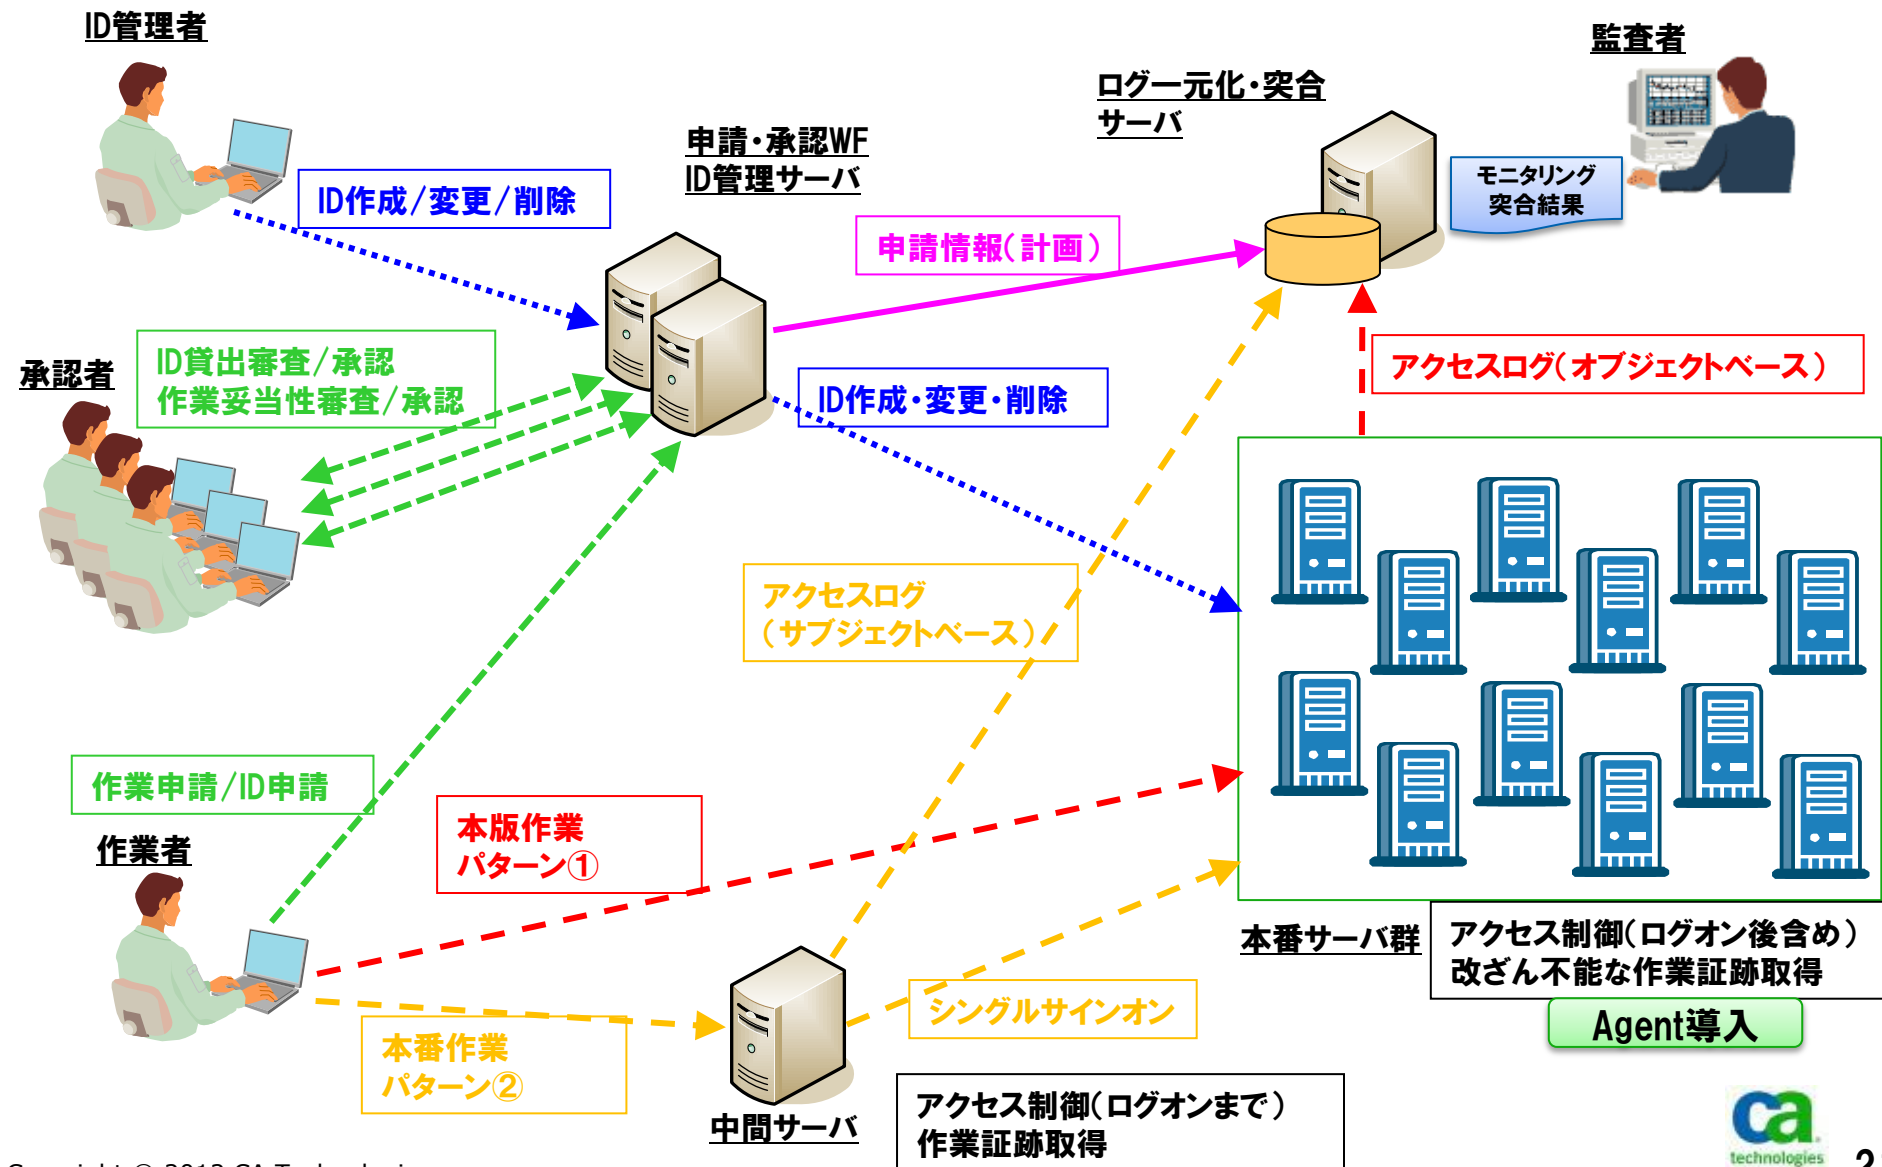 ID管理者
監査者
ログ一元化・突合
サーバ
申請・承認WF
ID管理サーバ
モニタリング
突合結果
ID作成/変更/削除
申請情報(計画)
ID貸出審査/承認
作業妥当性審査/承認
承認者
ID作成・変更・削除
アクセスログ(オブジェクトベース)
アクセスログ
(サブジェクトベース)
作業申請/ID申請
本版作業
パターン①
作業者
本番サーバ群
アクセス制御(ログオン後含め)
改ざん不能な作業証跡取得
シングルサインオン
Agent導入
本番作業
パターン②
中間サーバ
アクセス制御(ログオンまで)
作業証跡取得
ca
technologies